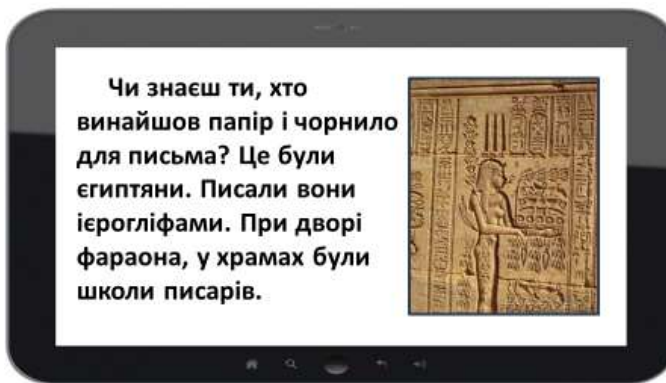 Чи знаєш ти, хто
винайшов папір і чорнило
для письма? Це були
єгиптяни. Писали вони
ієрогліфами. При дворі
фараона, у храмах були
школи писарів.